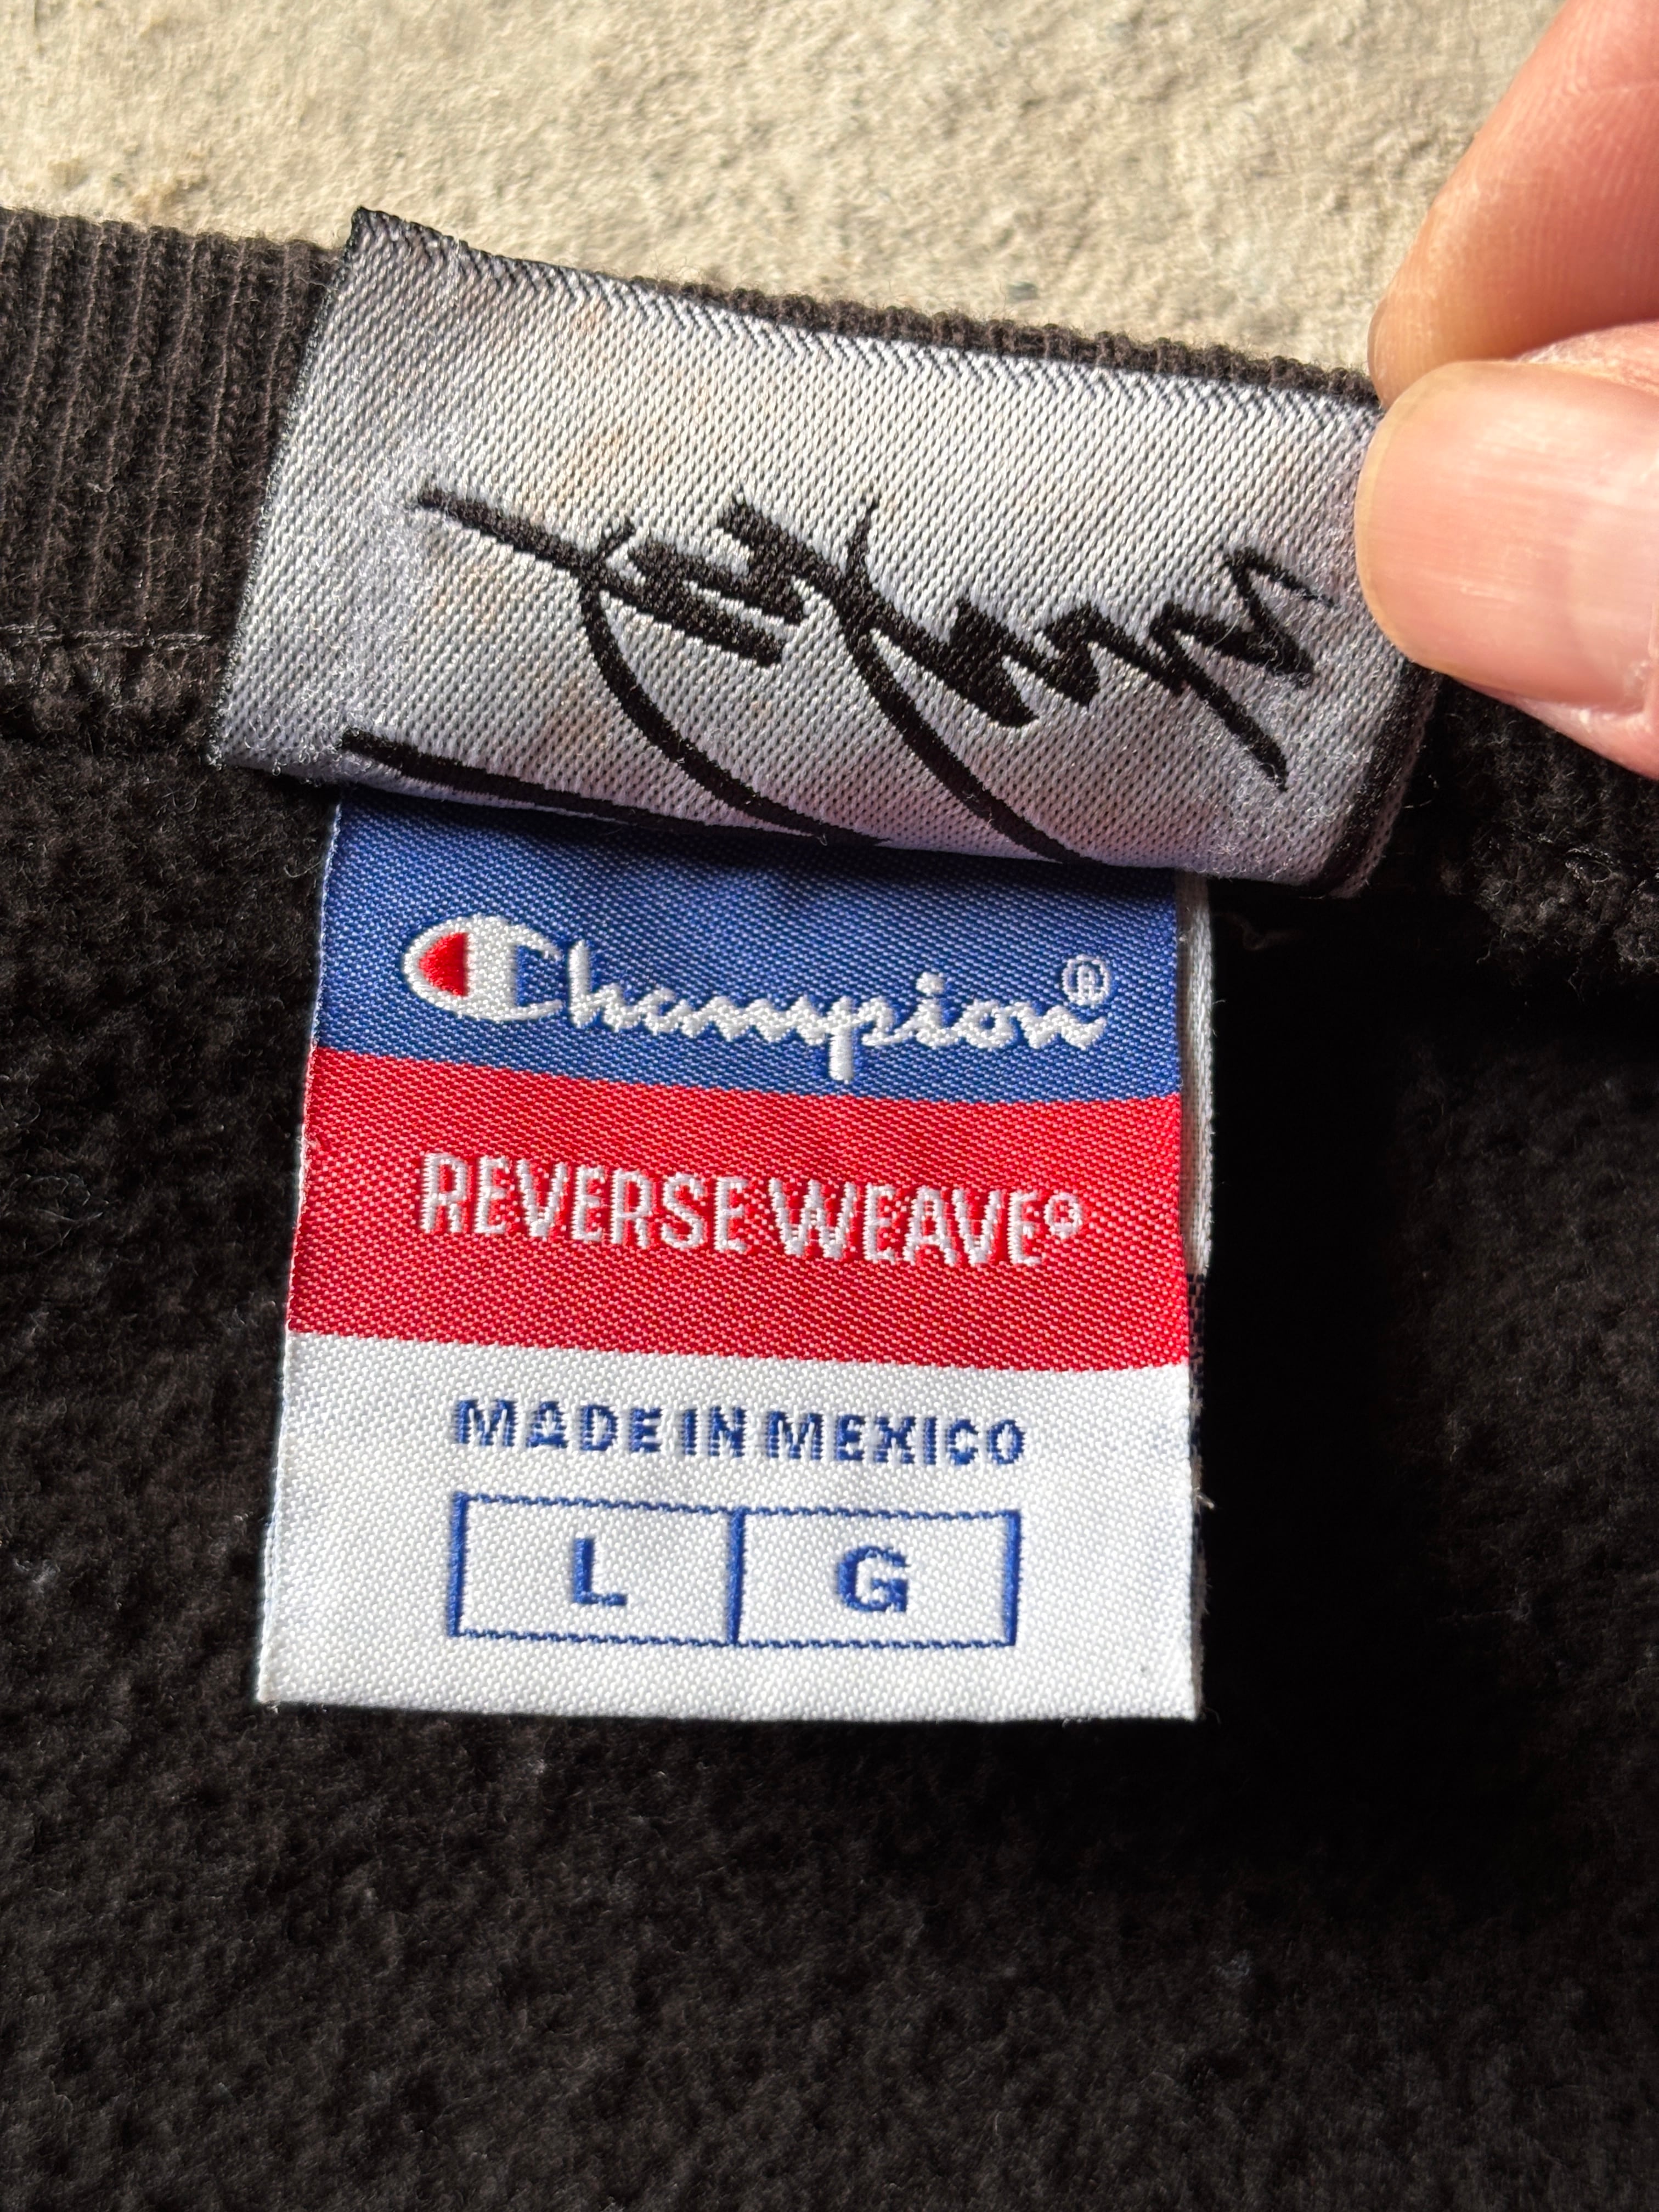 Champion®
REVERSE WEAVE®
MADE IN MEXICO
L G